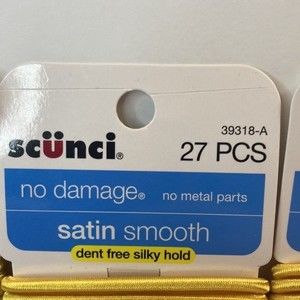 39318-A
scünci® 27 PCS
no damage® no metal parts
satin smooth
dent free silky hold